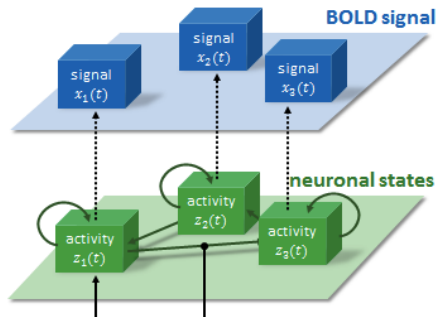 BOLD signal
signal
x₂(t)
signal
x₁(t)
signal
x₃(t)
neuronal states
activity
z₂(t)
activity
z₁(t)
activity
z₃(t)